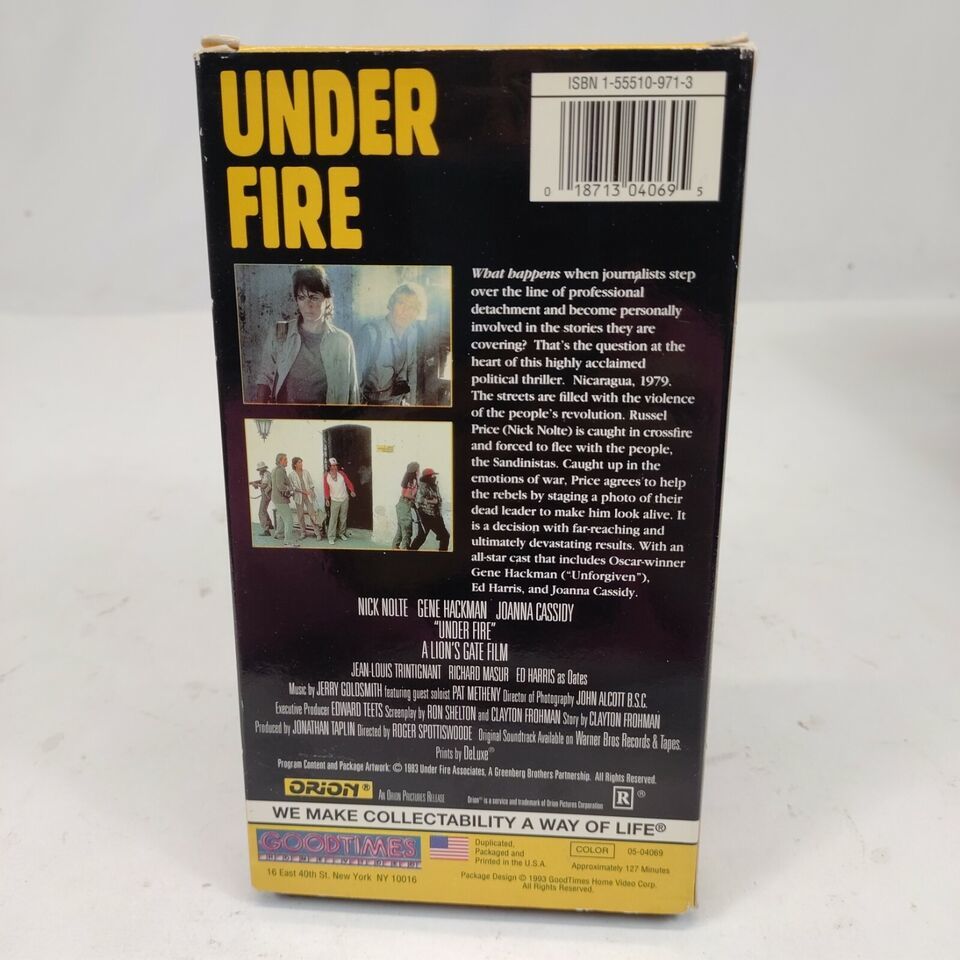 UNDER
FIRE
ISBN 1-55510-971-3
0 18713 04069 5
What happens when journalists step
over the line of professional
detachment and become personally
involved in the stories they are
covering? That's the question at the
heart of this highly acclaimed
political thriller. Nicaragua, 1979.
The streets are filled with the violence
of the people's revolution. Russel
Price (Nick Nolte) is caught in crossfire
and forced to flee with the people,
the Sandinistas. Caught up in the
emotions of war, Price agrees to help
the rebels by staging a photo of their
dead leader to make him look alive. It
is a decision with far-reaching and
ultimately devastating results. With an
all-star cast that includes Oscar-winner
Gene Hackman ("Unforgiven"),
Ed Harris, and Joanna Cassidy.
NICK NOLTE GENE HACKMAN JOANNA CASSIDY
"UNDER FIRE"
A LION'S GATE FILM
JEAN-LOUIS TRINTIGNANT RICHARD MASUR ED HARRIS as Oates
Music by JERRY GOLDSMITH featuring guest soloist PAT METHENY Director of Photography JOHN ALCOTT B.S.C.
Executive Producer EDWARD TEETS Screenplay by RON SHELTON and CLAYTON FROHMAN Story by CLAYTON FROHMAN
Produced by JONATHAN TAPLIN Directed by ROGER SPOTTISWOODE Original Soundtrack Available on Warner Bros Records & Tapes.
Prints by DeLuxe®
Program Content and Package Artwork: © 1983 Under Fire Associates, A Greenberg Brothers Partnership. All Rights Reserved.
ORION® AN ORION PICTURES RELEASE Orion™ is a service and trademark of Orion Pictures Corporation R ®
WE MAKE COLLECTABILITY A WAY OF LIFE®
GOODTIMES
HOME VIDEO
16 East 40th St. New York NY 10016
Duplicated,
Packaged and
Printed in the U.S.A.
COLOR 05-04069
Approximately 127 Minutes
Package Design © 1993 GoodTimes Home Video Corp.
All Rights Reserved.